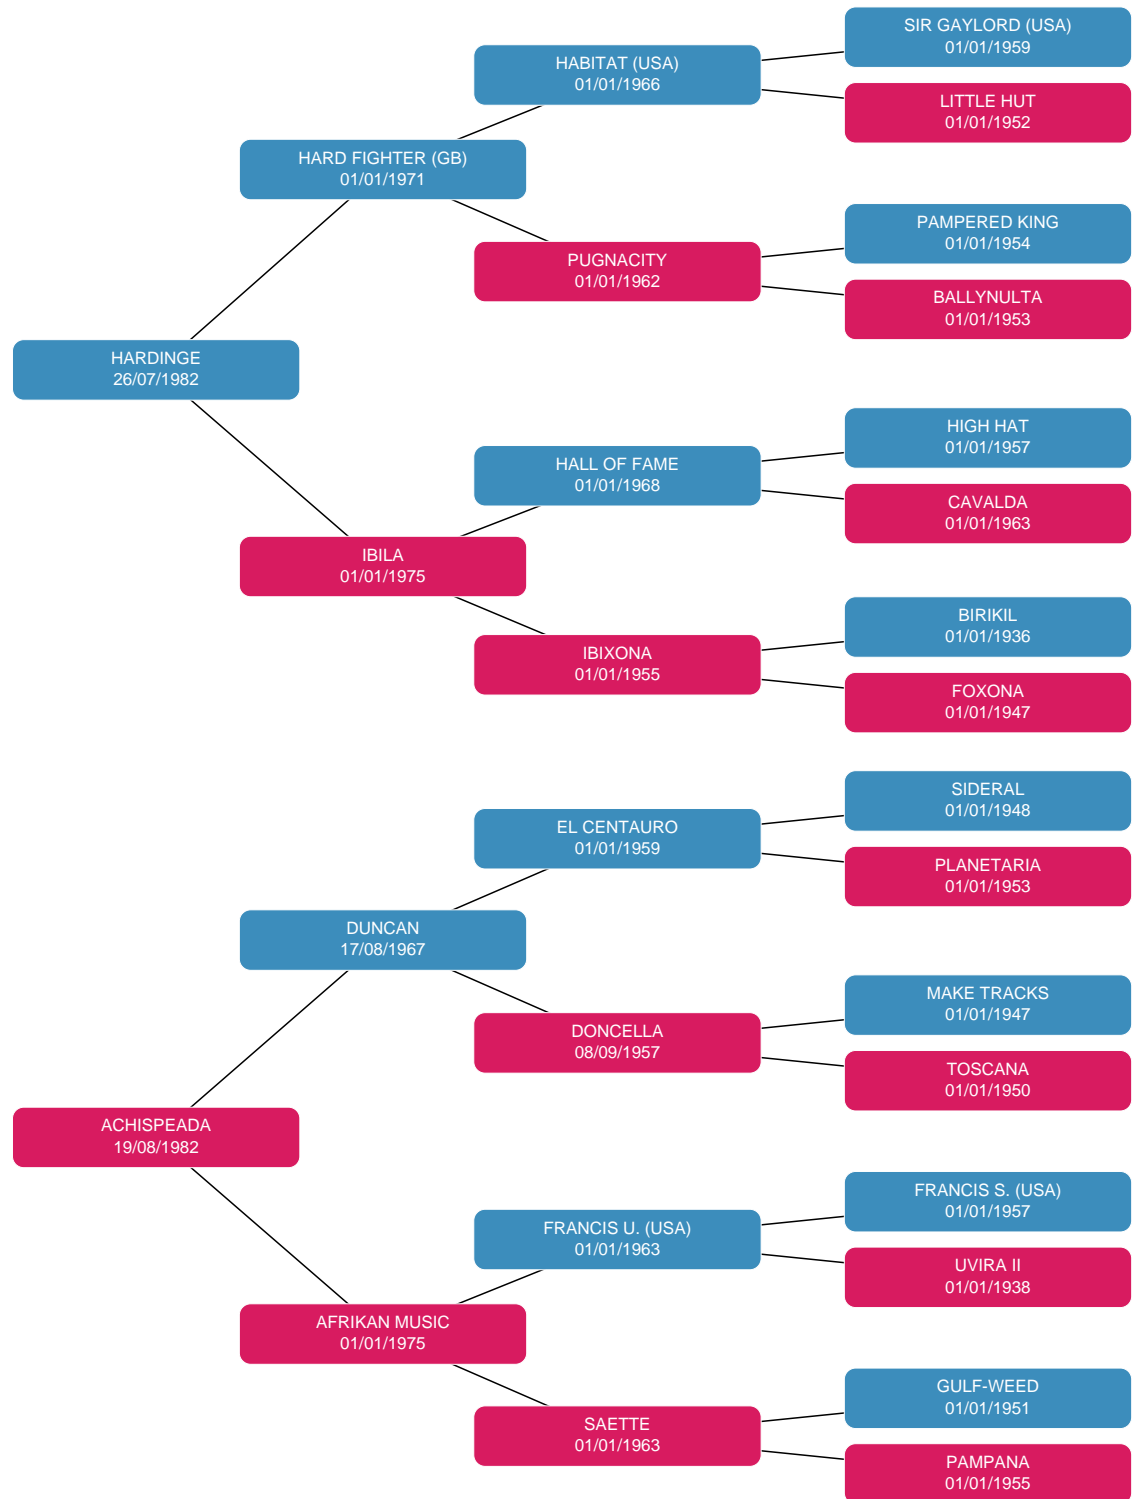 SIR GAYLORD (USA)
01/01/1959
HABITAT (USA)
01/01/1966
LITTLE HUT
01/01/1952
HARD FIGHTER (GB)
01/01/1971
PAMPERED KING
01/01/1954
PUGNACITY
01/01/1962
BALLYNULTA
01/01/1953
HARDINGE
26/07/1982
HIGH HAT
01/01/1957
HALL OF FAME
01/01/1968
CAVALDA
01/01/1963
IBILA
01/01/1975
BIRIKIL
01/01/1936
IBIXONA
01/01/1955
FOXONA
01/01/1947
SIDERAL
01/01/1948
EL CENTAURO
01/01/1959
PLANETARIA
01/01/1953
DUNCAN
17/08/1967
MAKE TRACKS
01/01/1947
DONCELLA
08/09/1957
TOSCANA
01/01/1950
ACHISPEADA
19/08/1982
FRANCIS S. (USA)
01/01/1957
FRANCIS U. (USA)
01/01/1963
UVIRA II
01/01/1938
AFRIKAN MUSIC
01/01/1975
GULF-WEED
01/01/1951
SAETTE
01/01/1963
PAMPANA
01/01/1955